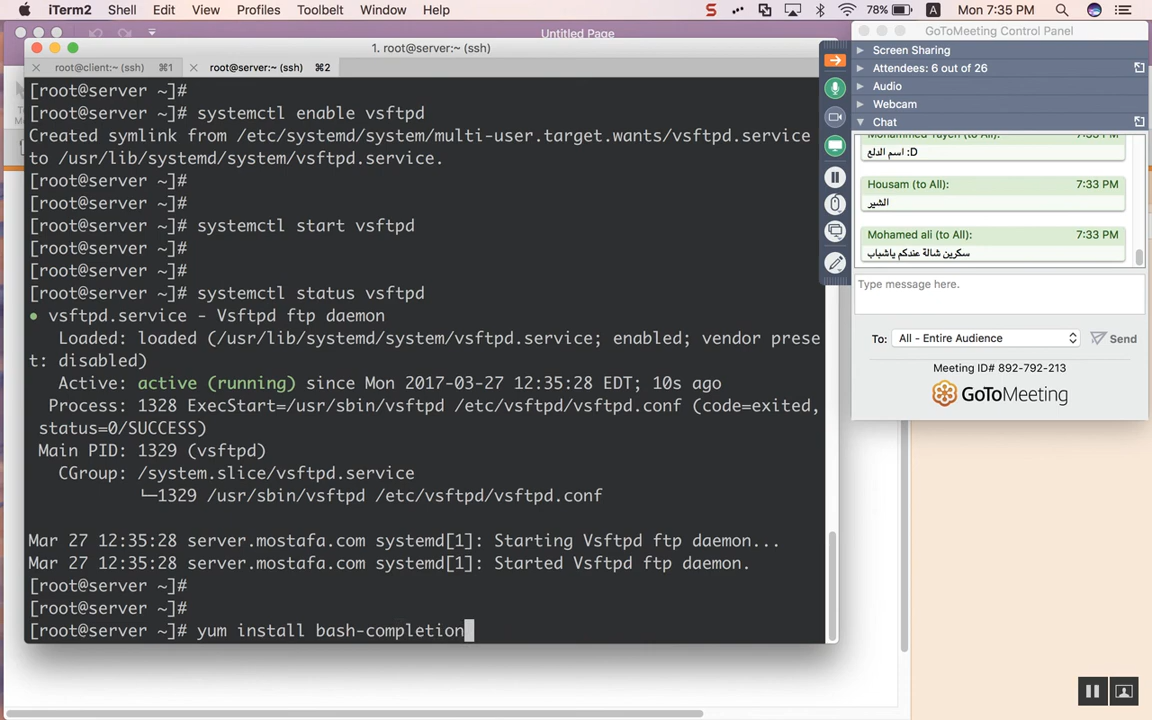 iTerm2 Shell Edit View Profiles Toolbelt Window Help
78% A Mon 7:35 PM
Untitled Page
1. root@server:~ (ssh)
root@client:~ (ssh) ⌘1 root@server:~ (ssh) ⌘2
[root@server ~]#
[root@server ~]# systemctl enable vsftpd
Created symlink from /etc/systemd/system/multi-user.target.wants/vsftpd.service
to /usr/lib/systemd/system/vsftpd.service.
[root@server ~]#
[root@server ~]#
[root@server ~]# systemctl start vsftpd
[root@server ~]#
[root@server ~]#
[root@server ~]# systemctl status vsftpd
● vsftpd.service - Vsftpd ftp daemon
Loaded: loaded (/usr/lib/systemd/system/vsftpd.service; enabled; vendor prese
t: disabled)
Active: active (running) since Mon 2017-03-27 12:35:28 EDT; 10s ago
Process: 1328 ExecStart=/usr/sbin/vsftpd /etc/vsftpd/vsftpd.conf (code=exited,
status=0/SUCCESS)
Main PID: 1329 (vsftpd)
CGroup: /system.slice/vsftpd.service
└─1329 /usr/sbin/vsftpd /etc/vsftpd/vsftpd.conf
Mar 27 12:35:28 server.mostafa.com systemd[1]: Starting Vsftpd ftp daemon...
Mar 27 12:35:28 server.mostafa.com systemd[1]: Started Vsftpd ftp daemon.
[root@server ~]#
[root@server ~]#
[root@server ~]# yum install bash-completion
GoToMeeting Control Panel
Screen Sharing
Attendees: 6 out of 26
Audio
Webcam
Chat
(to All): 7:33 PM
اسم الدلع :D
Housam (to All): 7:33 PM
الشير
Mohamed ali (to All): 7:33 PM
سكرين شالة عندكم ياشباب
Type message here.
To: All - Entire Audience Send
Meeting ID# 892-792-213
GoToMeeting